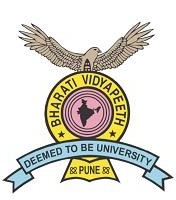 BHARATI VIDYAPEETH
DEEMED TO BE UNIVERSITY
PUNE